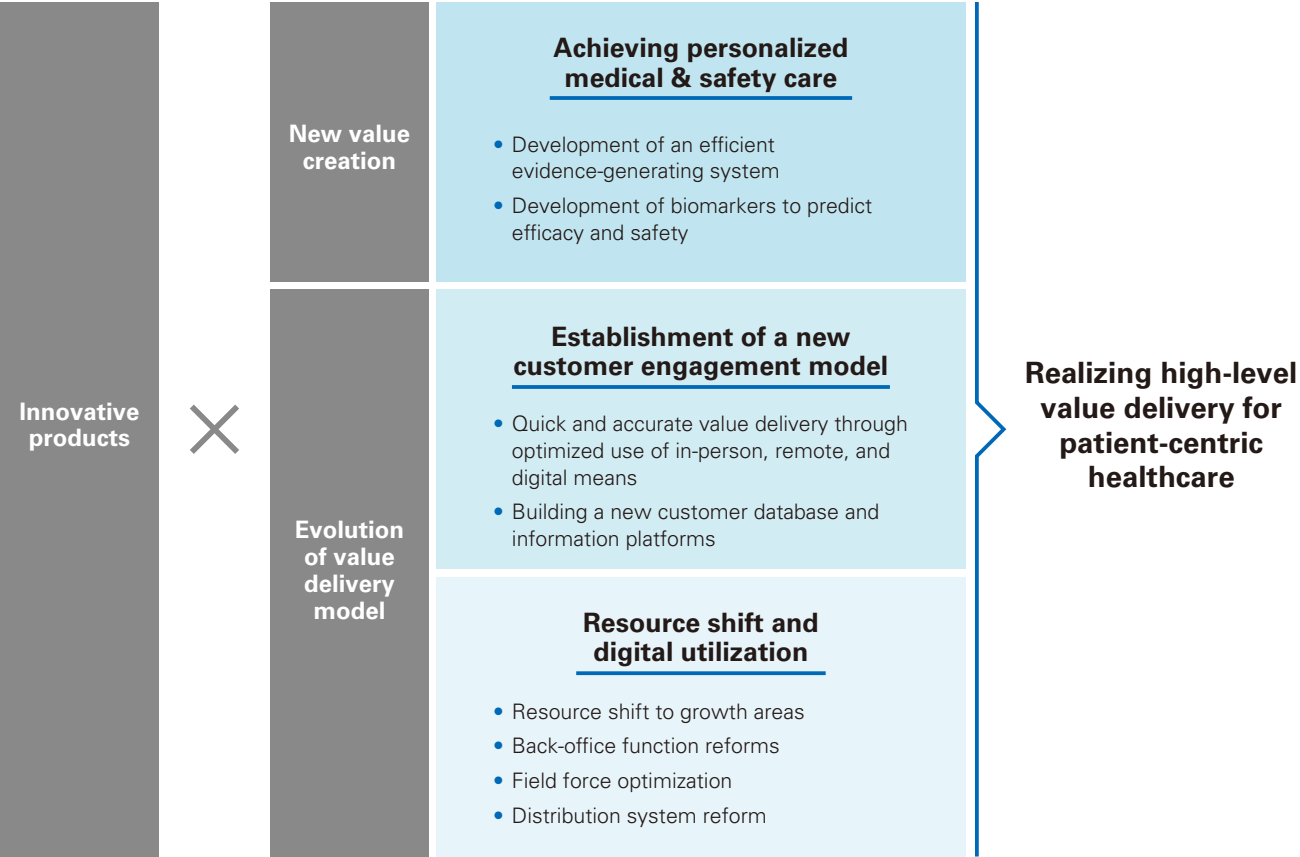 Innovative
products
New value
creation
Achieving personalized
medical & safety care
• Development of an efficient
evidence-generating system
• Development of biomarkers to predict
efficacy and safety
Evolution
of value
delivery
model
Establishment of a new
customer engagement model
• Quick and accurate value delivery through
optimized use of in-person, remote, and
digital means
• Building a new customer database and
information platforms
Resource shift and
digital utilization
• Resource shift to growth areas
• Back-office function reforms
• Field force optimization
• Distribution system reform
Realizing high-level
value delivery for
patient-centric
healthcare